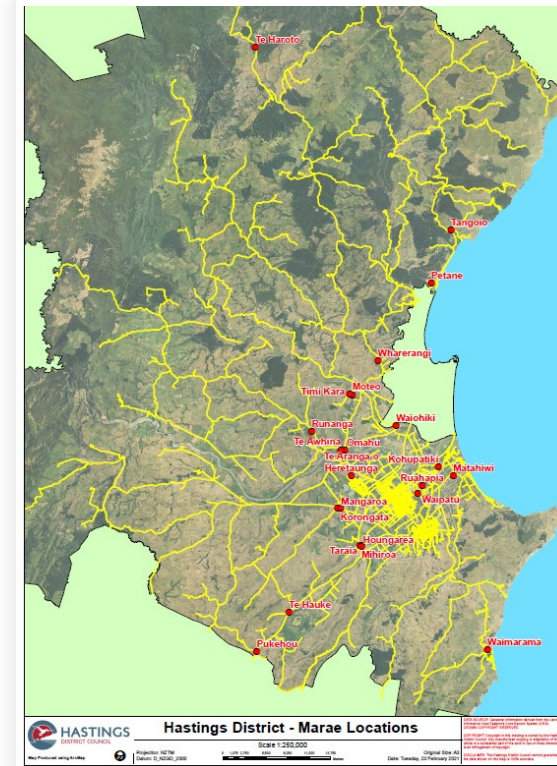 Te Haroto
Tangoio
Petane
Wharerangi
Timi Kara Moteo
Waiohiki
Runanga
Te Awhina Omahu
Te Aranga o
Heretaunga
Kohupatiki
Matahiwi
Ruahapia
Waipatu
Mangaroa
Korongata
Houngarea
Taraia Mihiroa
Te Hauke
Pukehou
Waimarama
HASTINGS
DISTRICT COUNCIL
Map Produced using ArcMap
Hastings District - Marae Locations
Scale 1:250,000
Projection: NZTM
Datum: D_NZGD_2000
Original Size: A3
Date: Tuesday, 23 February 2021